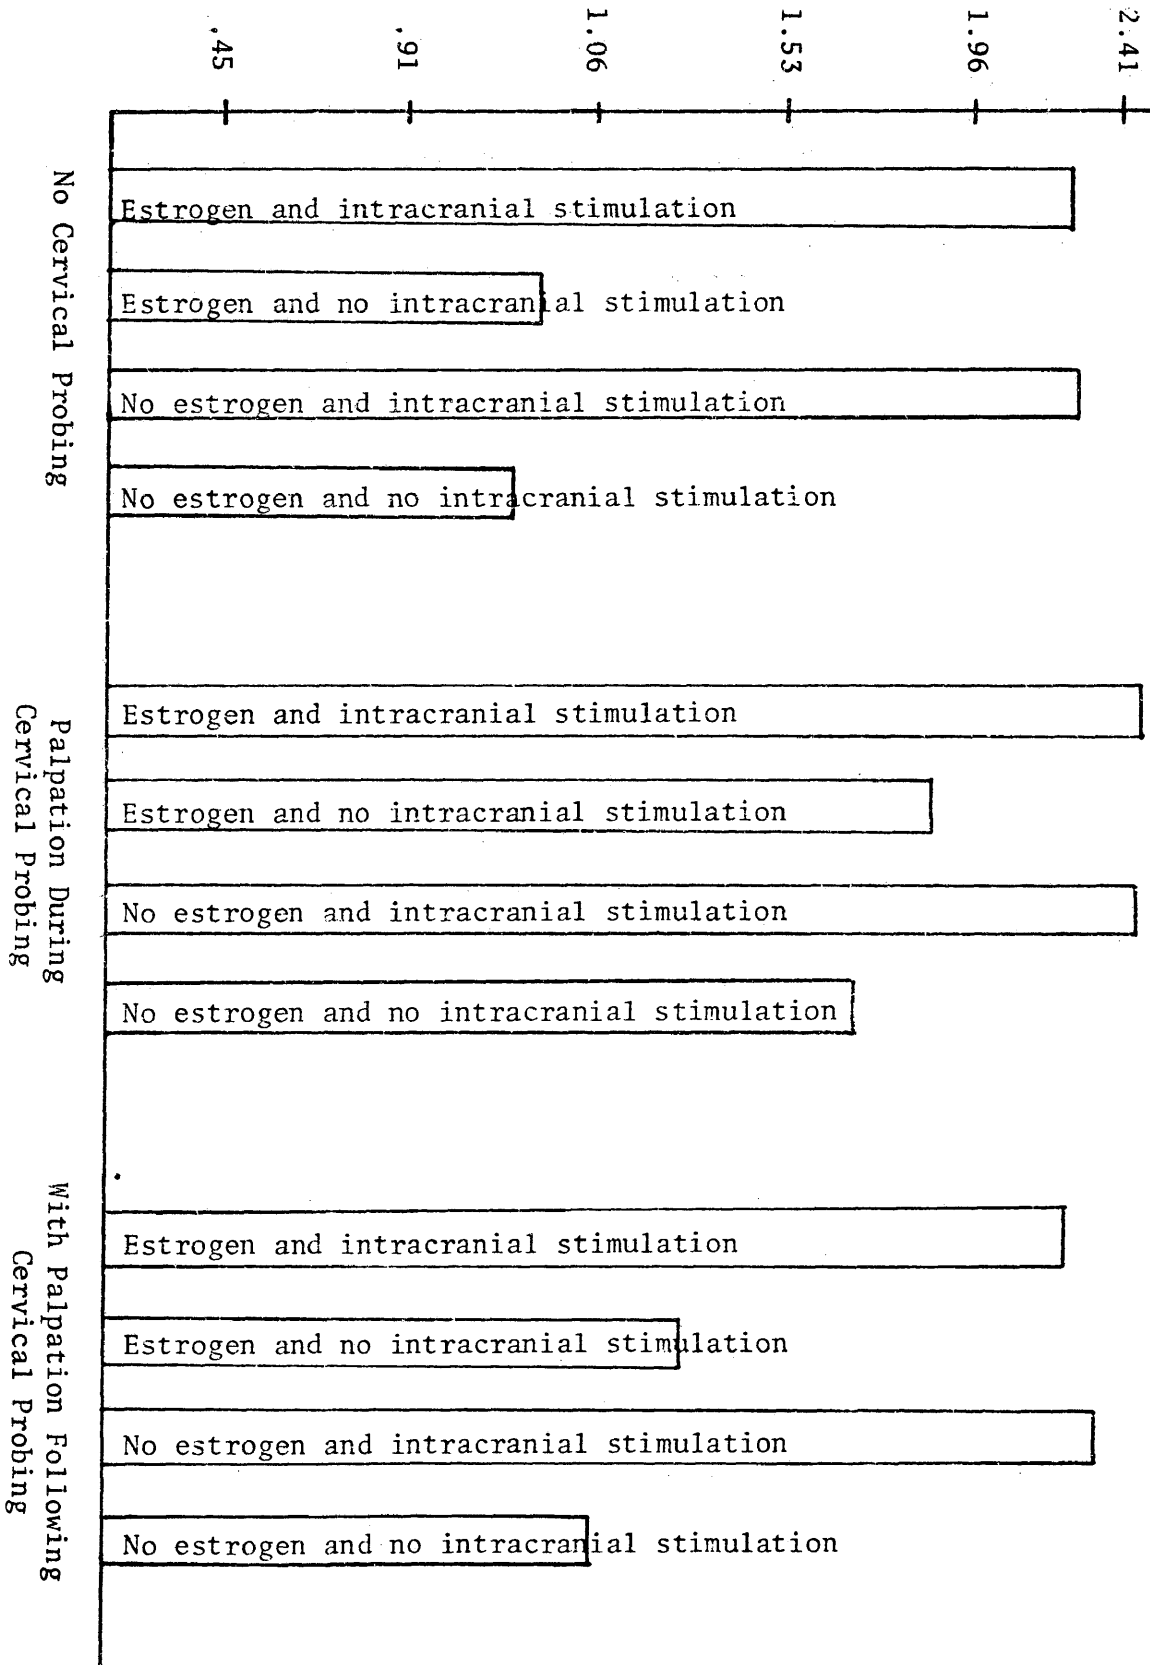 .45
.91
1.06
1.53
1.96
2.41
No Cervical Probing
Estrogen and intracranial stimulation
Estrogen and no intracranial stimulation
No estrogen and intracranial stimulation
No estrogen and no intracranial stimulation
Palpation During
Cervical Probing
Estrogen and intracranial stimulation
Estrogen and no intracranial stimulation
No estrogen and intracranial stimulation
No estrogen and no intracranial stimulation
With Palpation Following
Cervical Probing
Estrogen and intracranial stimulation
Estrogen and no intracranial stimulation
No estrogen and intracranial stimulation
No estrogen and no intracranial stimulation